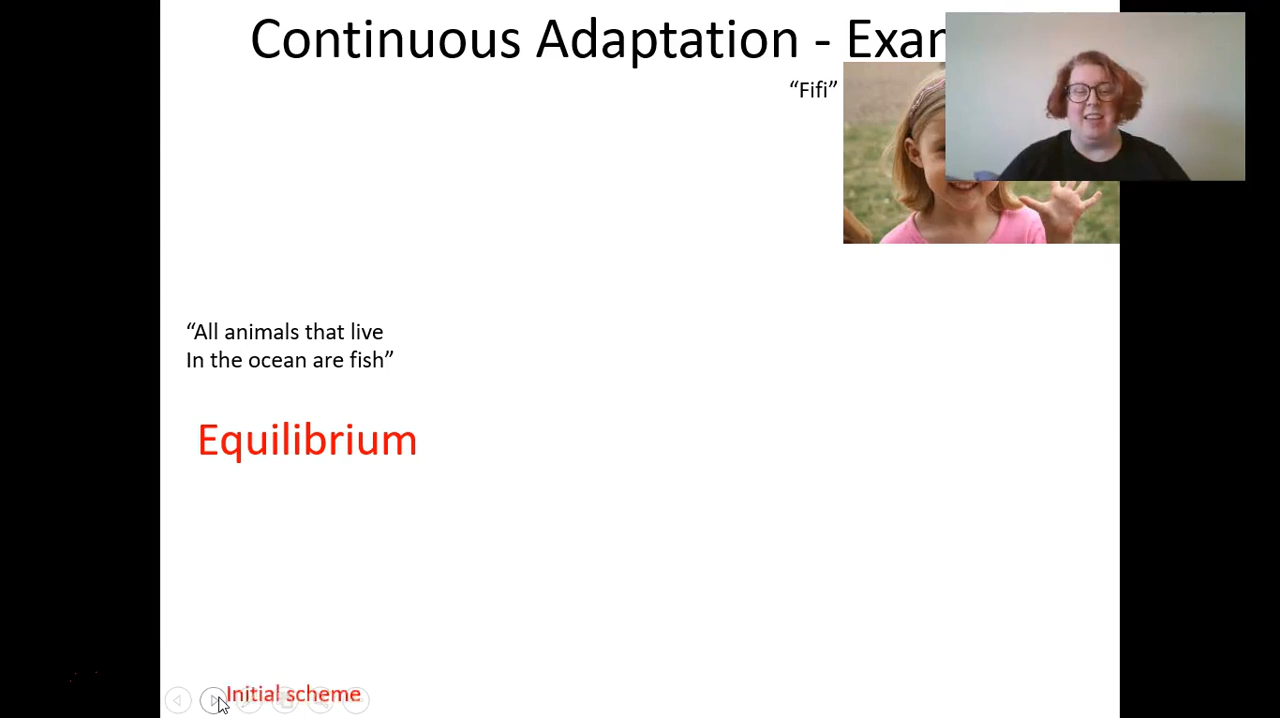 Continuous Adaptation - Exam
“Fifi”
“All animals that live
In the ocean are fish”
Equilibrium
Initial scheme